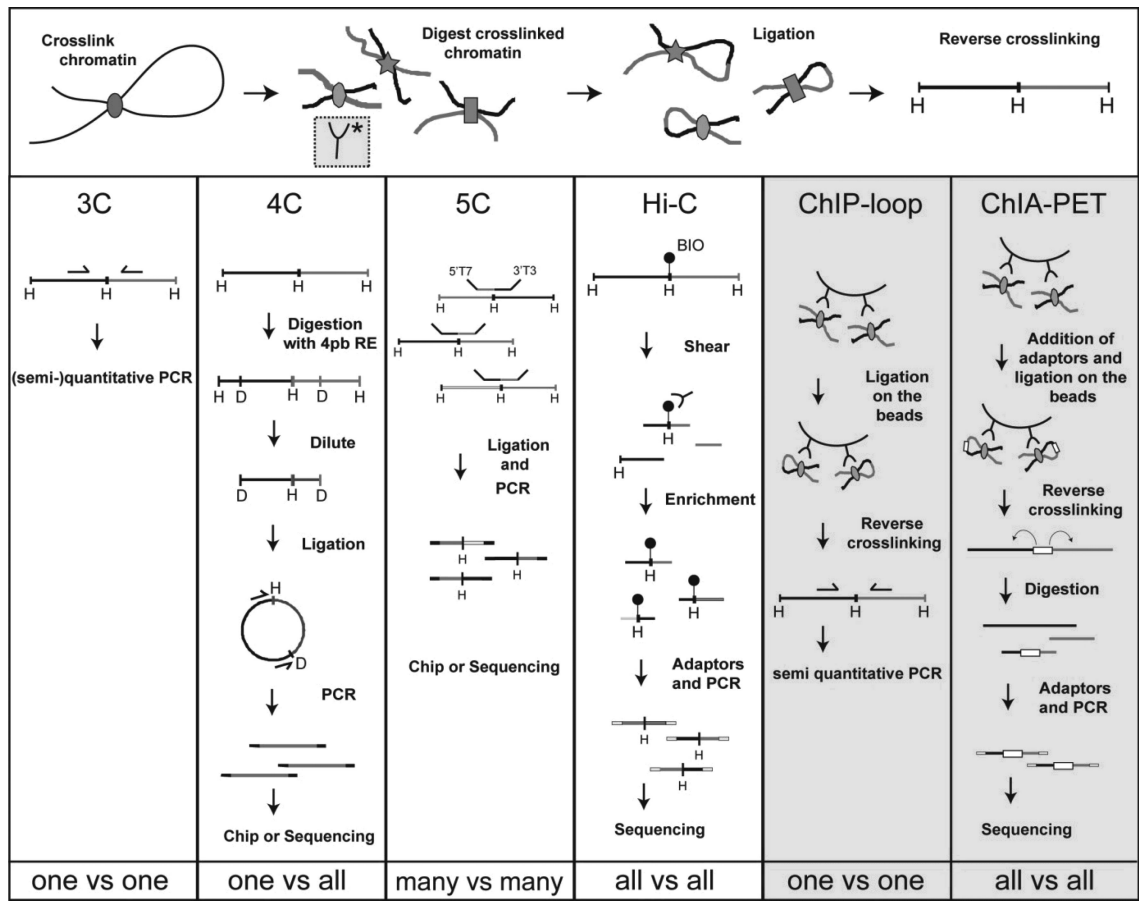 Crosslink
chromatin
Digest crosslinked
chromatin
*
Ligation
Reverse crosslinking
H
H
H
3C
H
H
H
(semi-)quantitative PCR
one vs one
4C
H
H
H
Digestion
with 4pb RE
H
D
H
D
H
Dilute
D
H
D
Ligation
H
D
PCR
Chip or Sequencing
one vs all
5C
5'T7
3'T3
H
H
H
H
H
H
H
H
H
Ligation
and
PCR
H
H
H
Chip or Sequencing
many vs many
Hi-C
BIO
H
H
H
Shear
H
H
Enrichment
H
H
H
Adaptors
and PCR
H
H
H
Sequencing
all vs all
ChIP-loop
Ligation
on the
beads
Reverse
crosslinking
H
H
H
semi quantitative PCR
one vs one
ChIA-PET
Addition of
adaptors and
ligation on the
beads
Reverse
crosslinking
Digestion
Adaptors
and PCR
Sequencing
all vs all